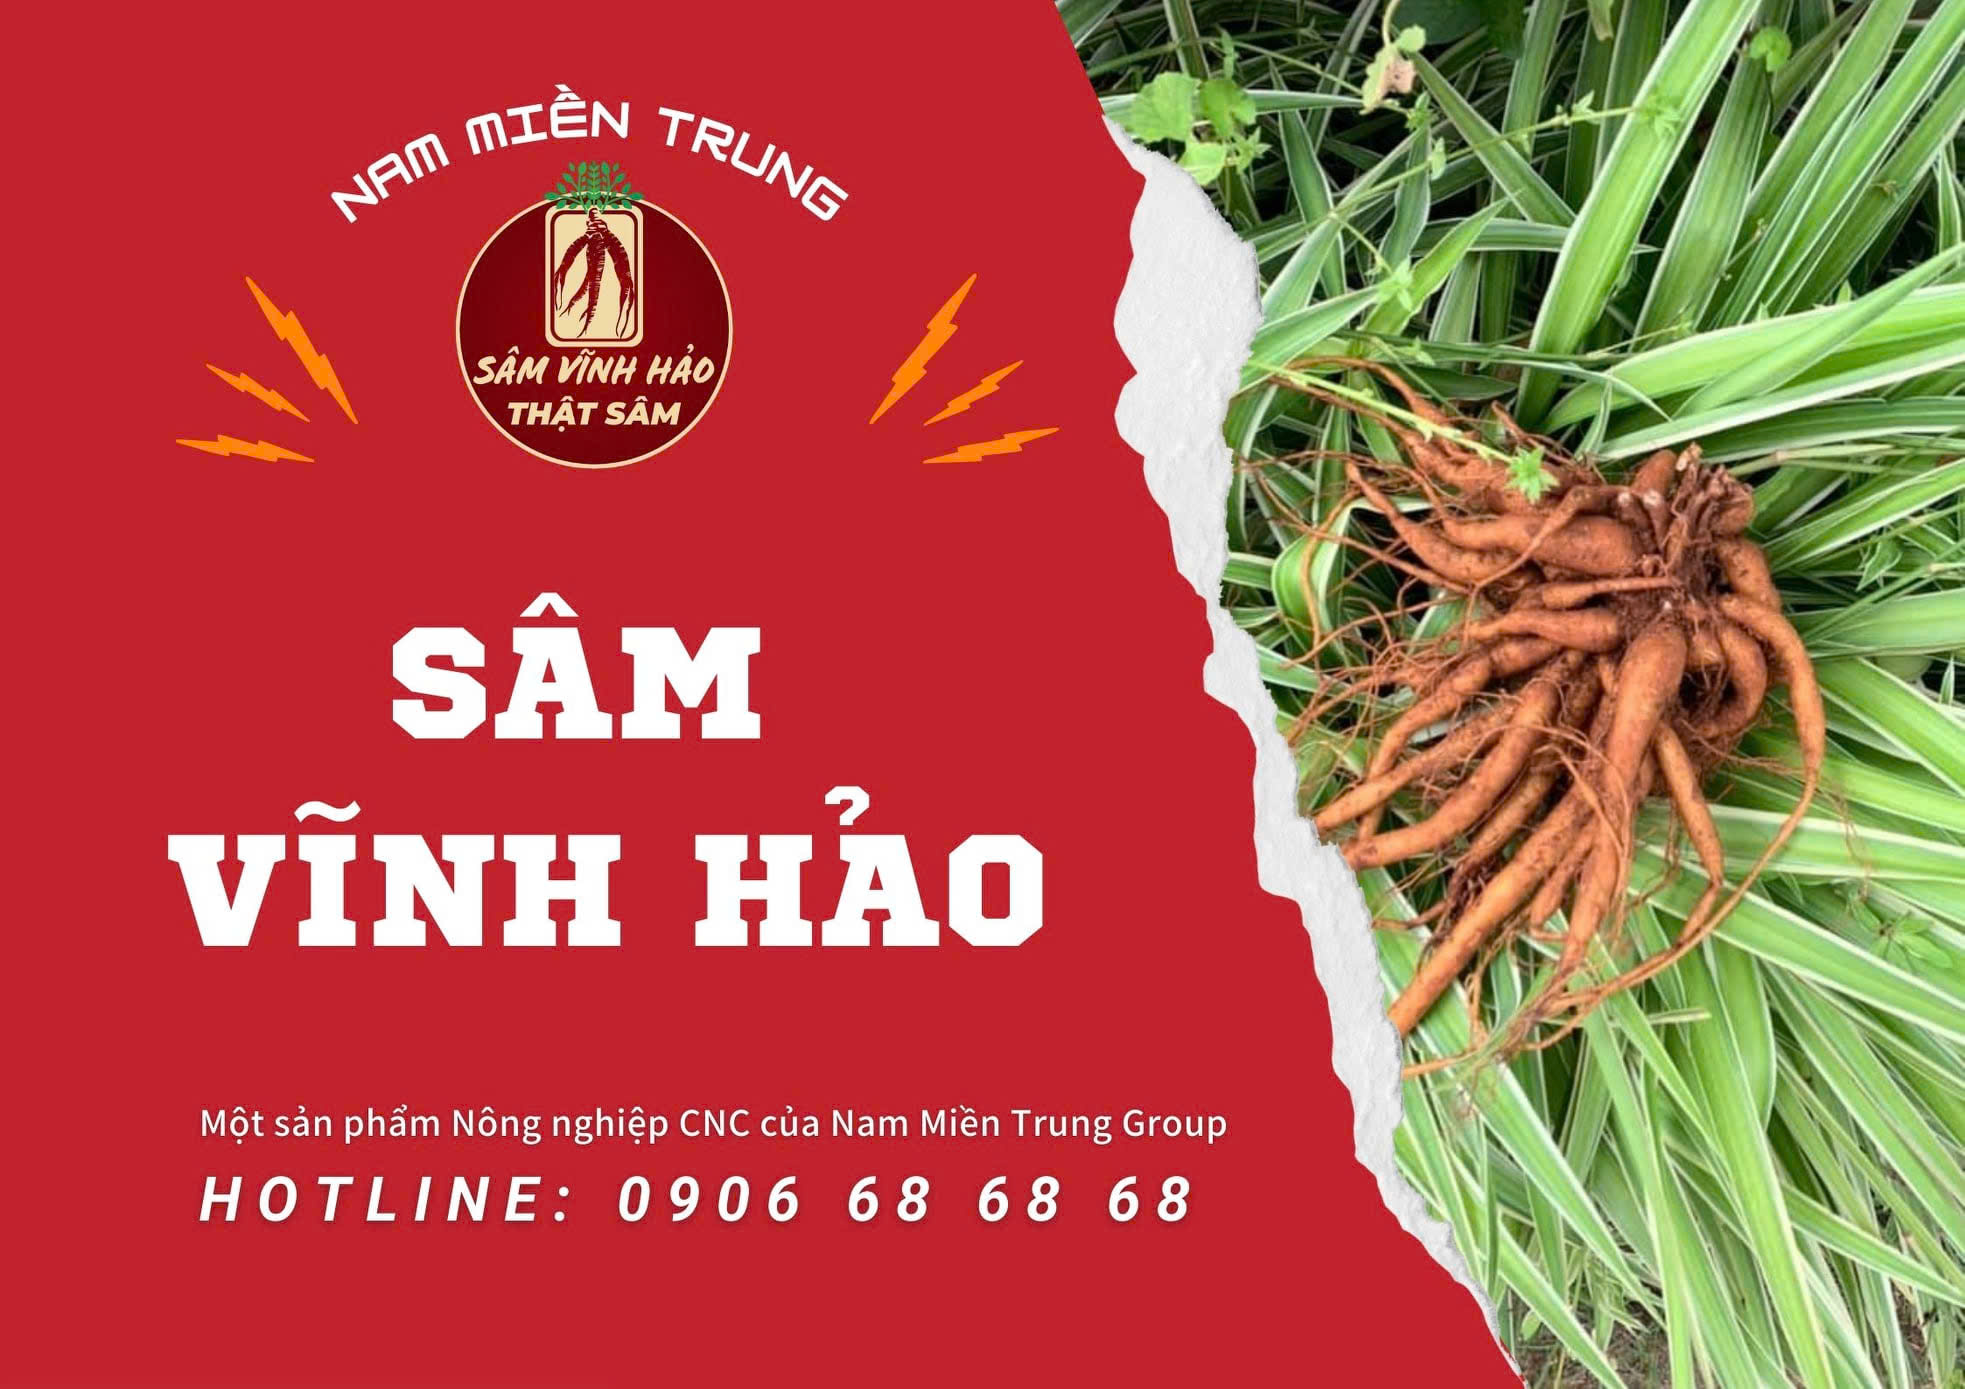 NAM MIỀN TRUNG
SÂM VĨNH HẢO
THẬT SÂM
SÂM
VĨNH HẢO
Một sản phẩm Nông nghiệp CNC của Nam Miền Trung Group
HOTLINE: 0906 68 68 68